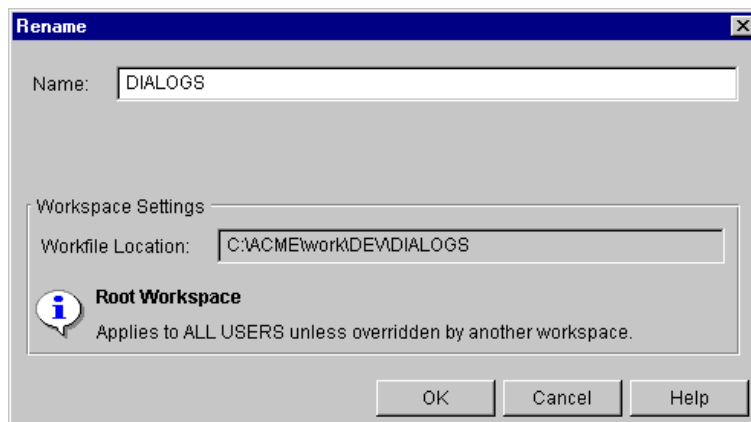 Rename
Name: DIALOGS
Workspace Settings
Workfile Location: C:\ACME\work\DEV\DIALOGS
Root Workspace
Applies to ALL USERS unless overridden by another workspace.
OK Cancel Help